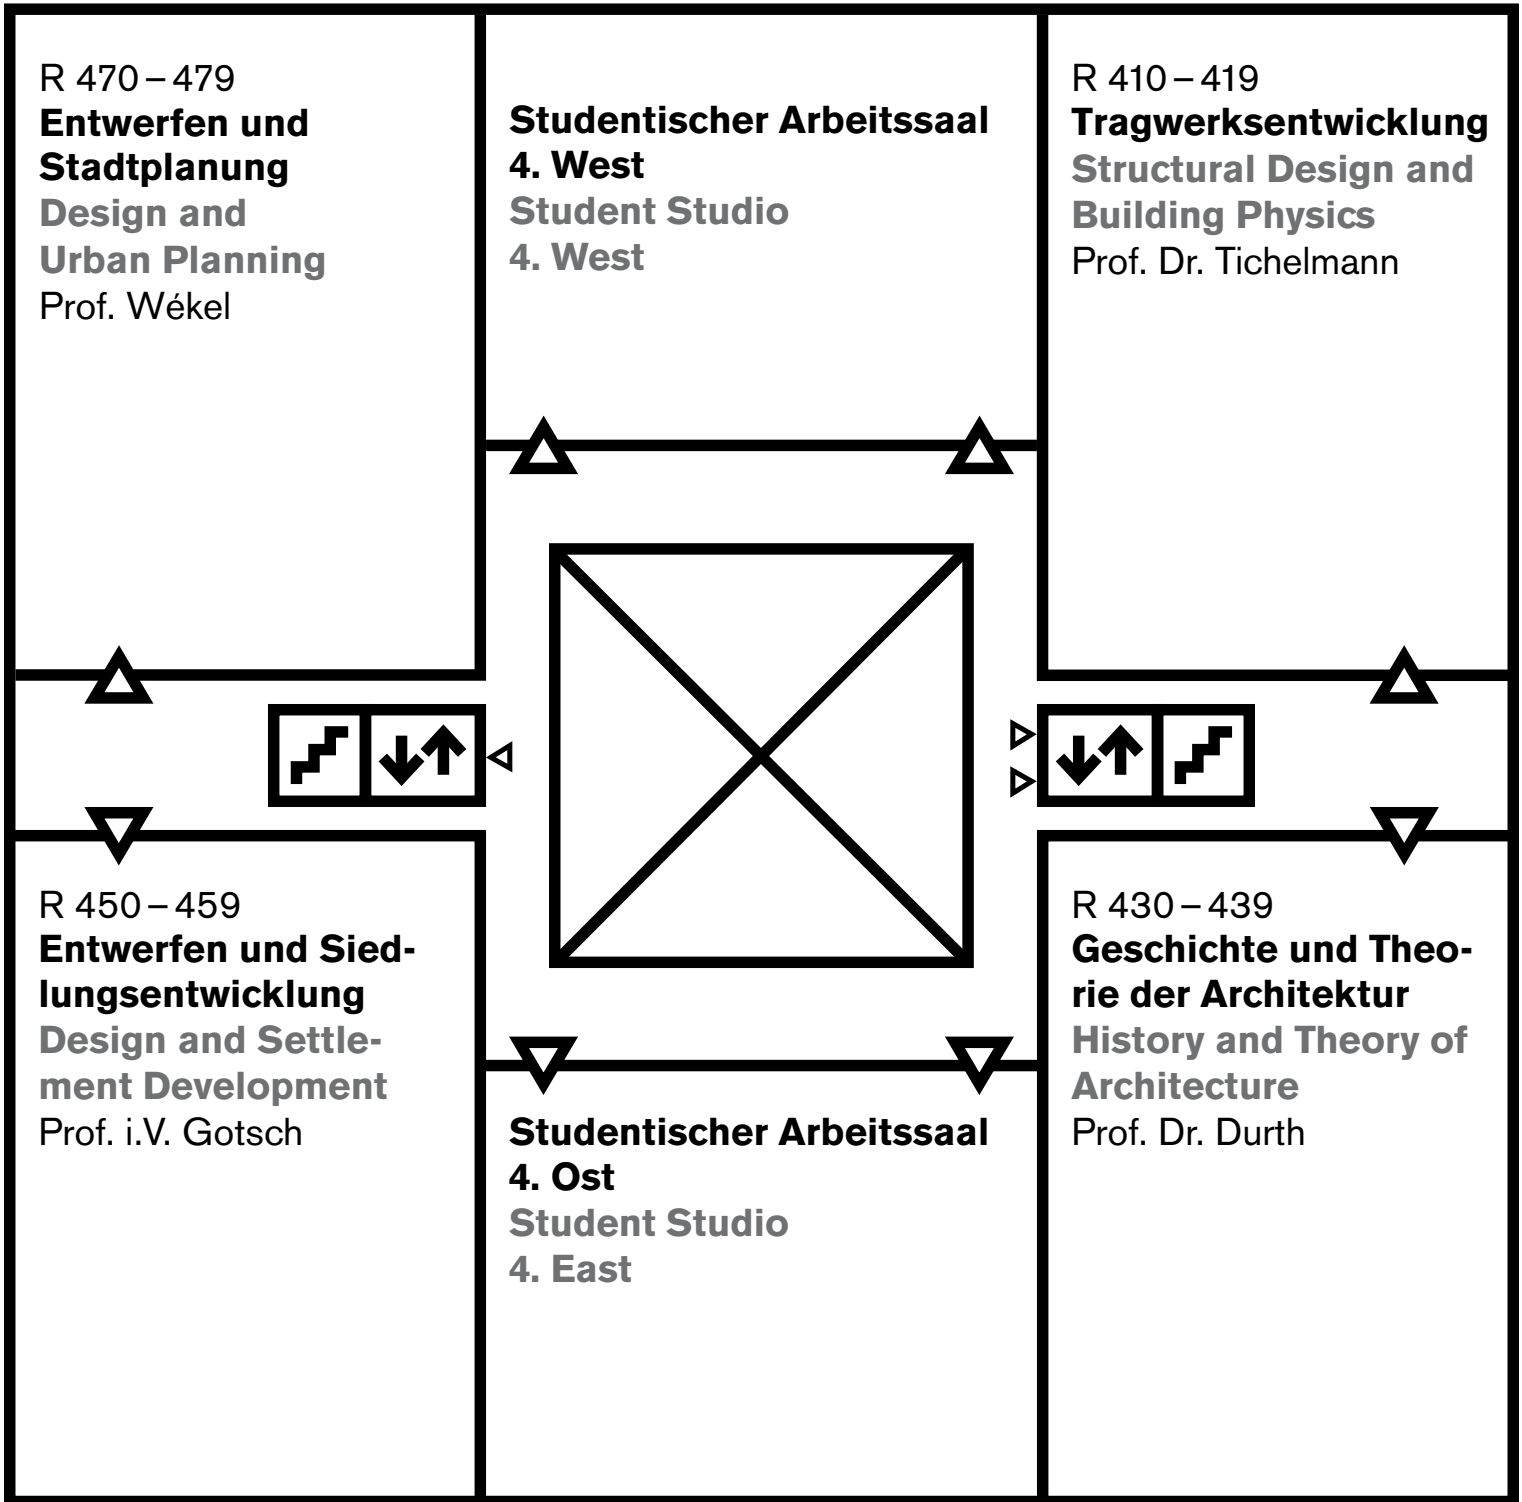 R 470 – 479
Entwerfen und
Stadtplanung
Design and
Urban Planning
Prof. Wékel
Studentischer Arbeitssaal
4. West
Student Studio
4. West
R 410 – 419
Tragwerksentwicklung
Structural Design and
Building Physics
Prof. Dr. Tichelmann
R 450 – 459
Entwerfen und Sied-
lungsentwicklung
Design and Settle-
ment Development
Prof. i.V. Gotsch
Studentischer Arbeitssaal
4. Ost
Student Studio
4. East
R 430 – 439
Geschichte und Theo-
rie der Architektur
History and Theory of
Architecture
Prof. Dr. Durth